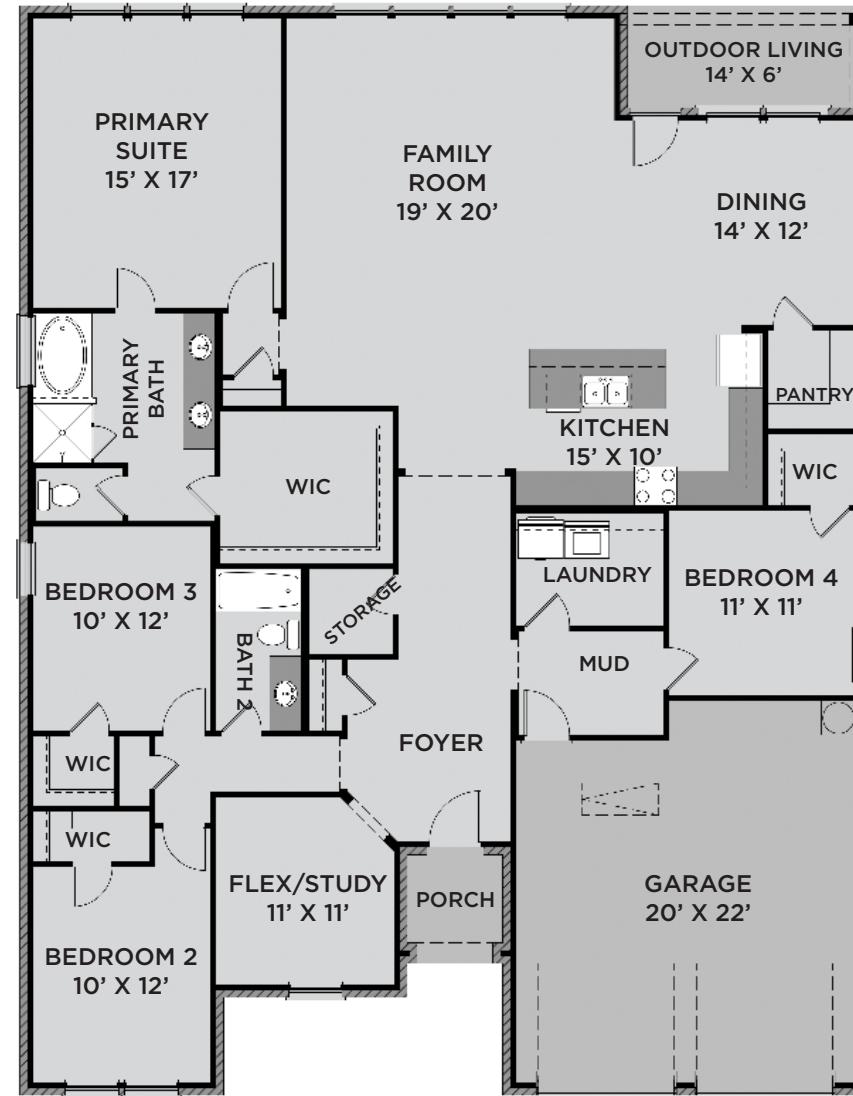 OUTDOOR LIVING
14’ X 6’
PRIMARY
SUITE
15’ X 17’
FAMILY
ROOM
19’ X 20’
DINING
14’ X 12’
PRIMARY
BATH
PANTRY
KITCHEN
15’ X 10’
WIC
WIC
LAUNDRY
BEDROOM 4
11’ X 11’
BEDROOM 3
10’ X 12’
STORAGE
BATH 2
MUD
FOYER
WIC
WIC
FLEX/STUDY
11’ X 11’
PORCH
GARAGE
20’ X 22’
BEDROOM 2
10’ X 12’